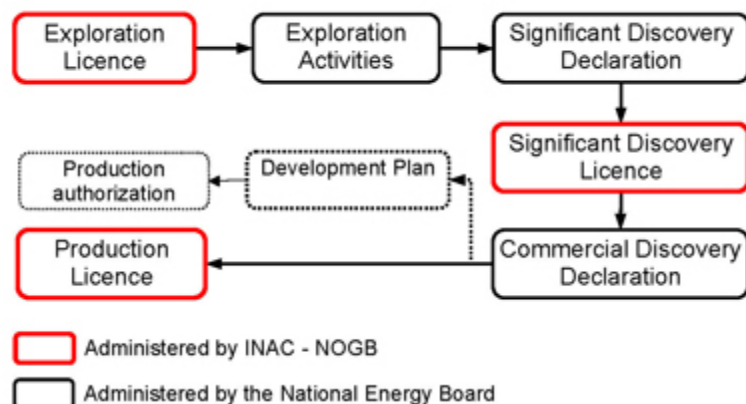 Exploration
Licence
Exploration
Activities
Significant Discovery
Declaration
Significant Discovery
Licence
Production
authorization
Development Plan
Production
Licence
Commercial Discovery
Declaration
Administered by INAC - NOGB
Administered by the National Energy Board